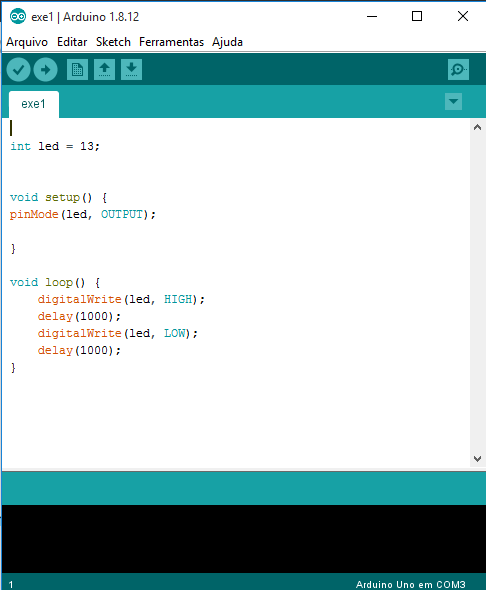 exe1 | Arduino 1.8.12
Arquivo Editar Sketch Ferramentas Ajuda
exe1
int led = 13;
void setup() {
pinMode(led, OUTPUT);
}
void loop() {
    digitalWrite(led, HIGH);
    delay(1000);
    digitalWrite(led, LOW);
    delay(1000);
}
1 Arduino Uno em COM3